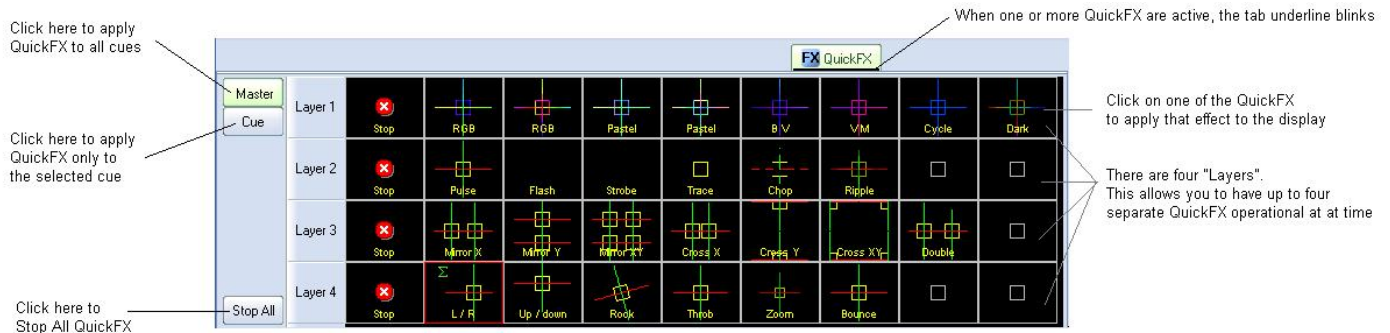 When one or more QuickFX are active, the tab underline blinks
Click here to apply
QuickFX to all cues
FX QuickFX
Master
Cue
Layer 1
Stop
RGB
RGB
Pastel
Pastel
B V
V M
Cycle
Dark
Click on one of the QuickFX
to apply that effect to the display
Click here to apply
QuickFX only to
the selected cue
Layer 2
Stop
Pulse
Flash
Strobe
Trace
Chop
Ripple
There are four "Layers".
This allows you to have up to four
separate QuickFX operational at at time
Layer 3
Stop
Mirror X
Mirror Y
Mirror XY
Cross X
Cross Y
Cross XY
Double
Layer 4
Stop
Σ
L / R
Up / down
Rock
Throb
Zoom
Bounce
Stop All
Click here to
Stop All QuickFX